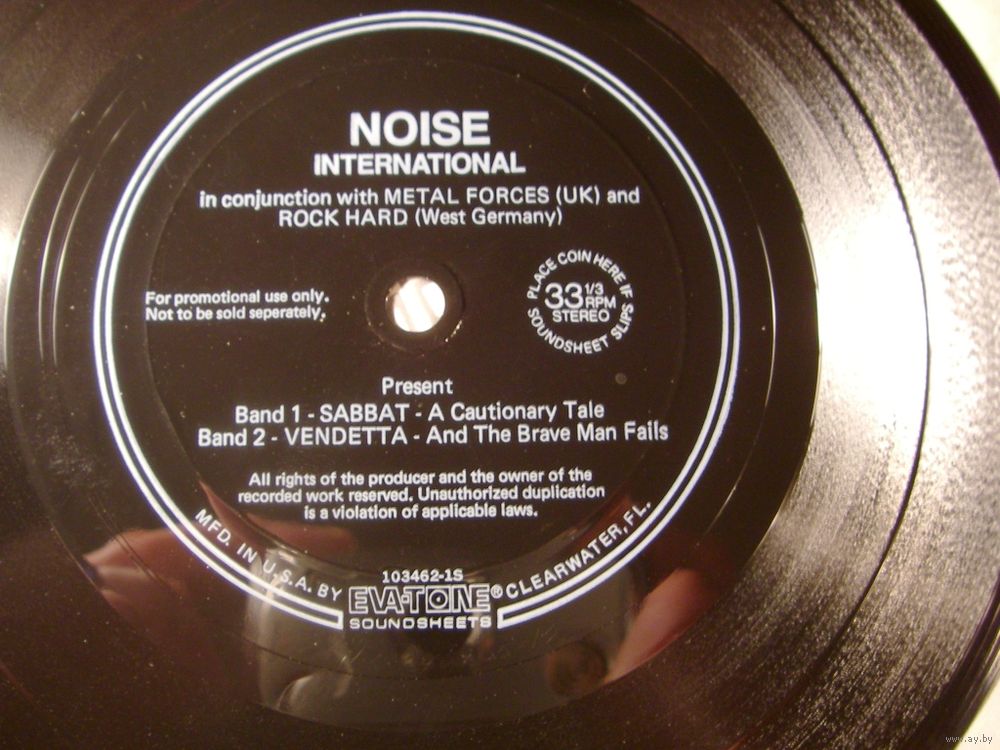 NOISE
INTERNATIONAL
in conjunction with METAL FORCES (UK) and
ROCK HARD (West Germany)
For promotional use only.
Not to be sold seperately.
PLACE COIN HERE IF
SOUNDSHEET SLIPS
33 1/3
RPM
STEREO
Present
Band 1 - SABBAT - A Cautionary Tale
Band 2 - VENDETTA - And The Brave Man Fails
All rights of the producer and the owner of the
recorded work reserved. Unauthorized duplication
is a violation of applicable laws.
MFD. IN U.S.A. BY
103462-1S
EVA-TONE®
SOUNDSHEETS
CLEARWATER, FL.
www.ay.by